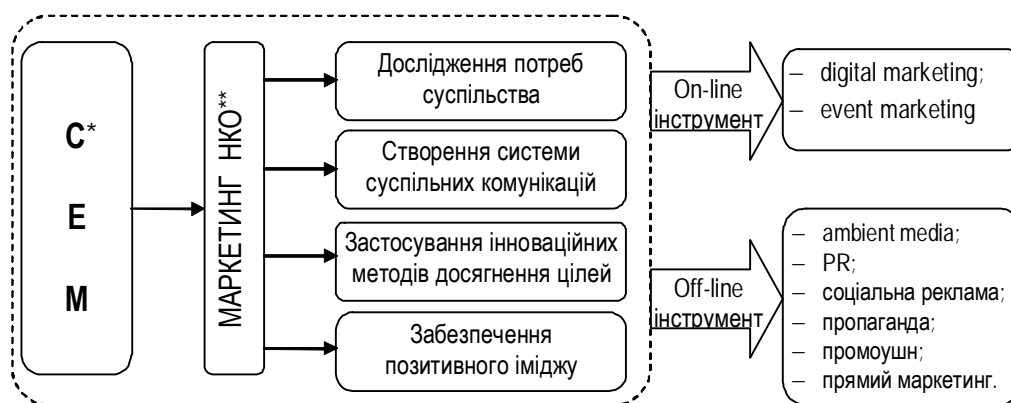 С*
Е
М
МАРКЕТИНГ НКО**
Дослідження потреб
суспільства
Створення системи
суспільних комунікацій
Застосування інноваційних
методів досягнення цілей
Забезпечення
позитивного іміджу
On-line
інструмент
– digital marketing;
– event marketing
Off-line
інструмент
– ambient media;
– PR;
– соціальна реклама;
– пропаганда;
– промоушн;
– прямий маркетинг.